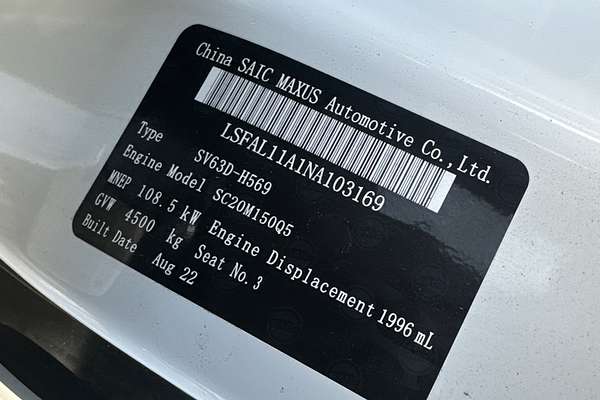 China SAIC MAXUS Automotive Co., Ltd.
LSFAL11A1NA103169
Type SV63D-H569
Engine Model SC20M150Q5
MNEP 108.5 kW Engine Displacement 1996 mL
GVW 4500 kg Seat No. 3
Built Date Aug 22